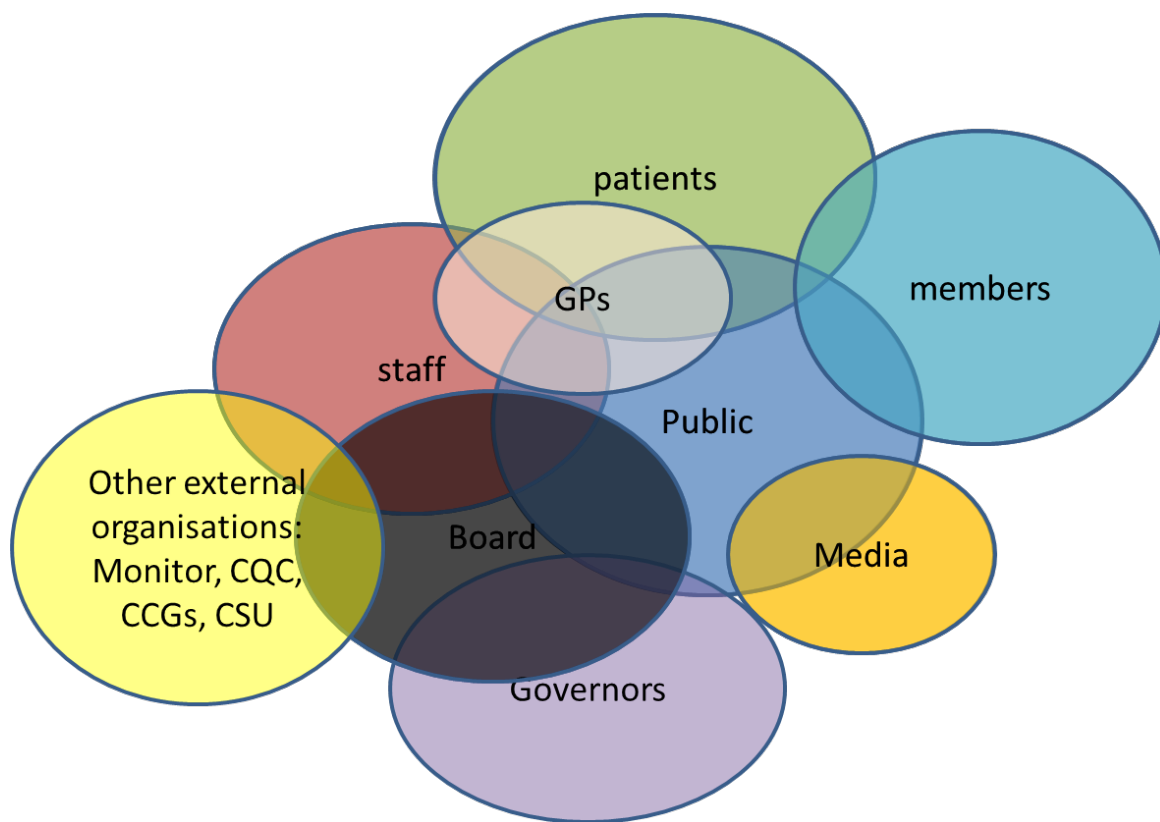 patients
members
GPs
staff
Public
Other external
organisations:
Monitor, CQC,
CCGs, CSU
Board
Media
Governors